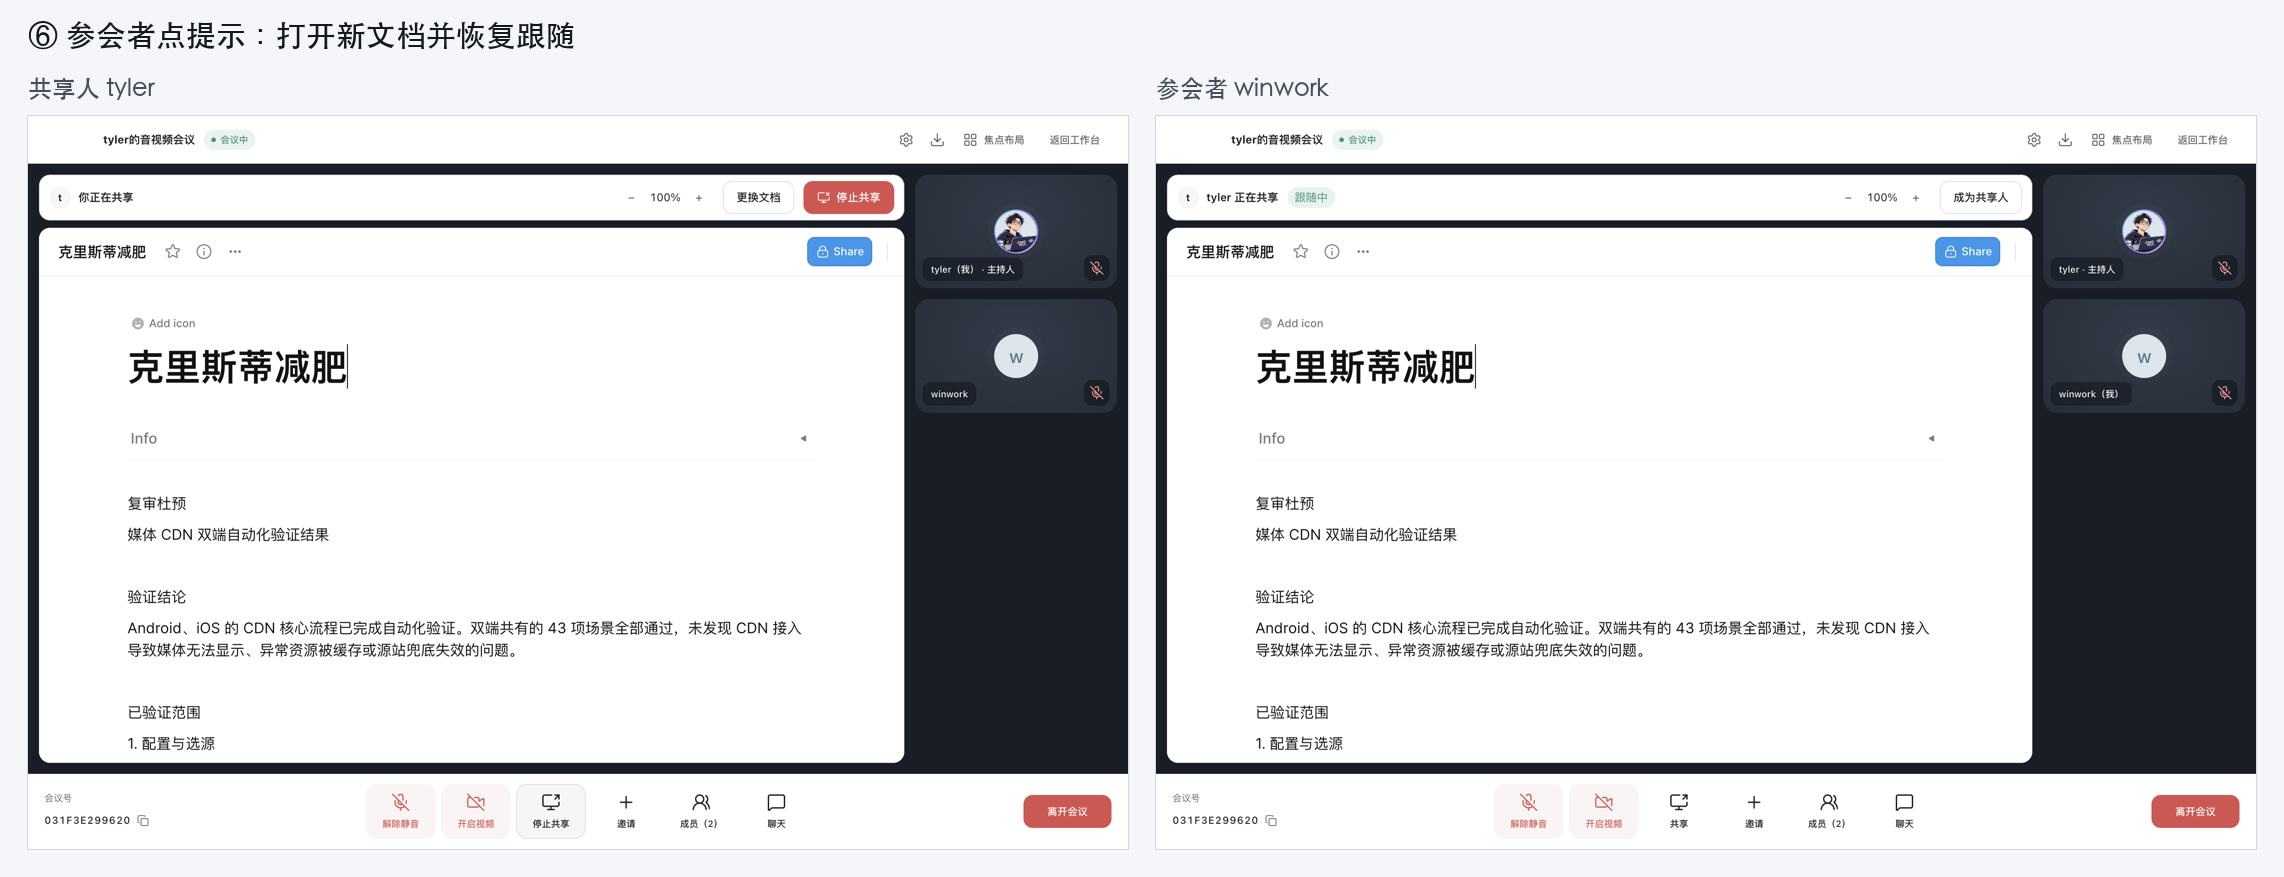 ⑥ 参会者点提示：打开新文档并恢复跟随
共享人 tyler
tyler的音视频会议 会议中
焦点布局 返回工作台
t 你正在共享
− 100% + 更换文档 停止共享
克里斯蒂减肥
Share
Add icon
克里斯蒂减肥
Info
复审杜预
媒体 CDN 双端自动化验证结果
验证结论
Android、iOS 的 CDN 核心流程已完成自动化验证。双端共有的 43 项场景全部通过，未发现 CDN 接入
导致媒体无法显示、异常资源被缓存或源站兜底失效的问题。
已验证范围
1. 配置与选源
tyler（我） · 主持人
W
winwork
会议号
031F3E299620
解除静音 开启视频 停止共享 邀请 成员（2） 聊天
离开会议
参会者 winwork
tyler的音视频会议 会议中
焦点布局 返回工作台
t tyler 正在共享 跟随中
− 100% + 成为共享人
克里斯蒂减肥
Share
Add icon
克里斯蒂减肥
Info
复审杜预
媒体 CDN 双端自动化验证结果
验证结论
Android、iOS 的 CDN 核心流程已完成自动化验证。双端共有的 43 项场景全部通过，未发现 CDN 接入
导致媒体无法显示、异常资源被缓存或源站兜底失效的问题。
已验证范围
1. 配置与选源
tyler · 主持人
W
winwork（我）
会议号
031F3E299620
解除静音 开启视频 共享 邀请 成员（2） 聊天
离开会议